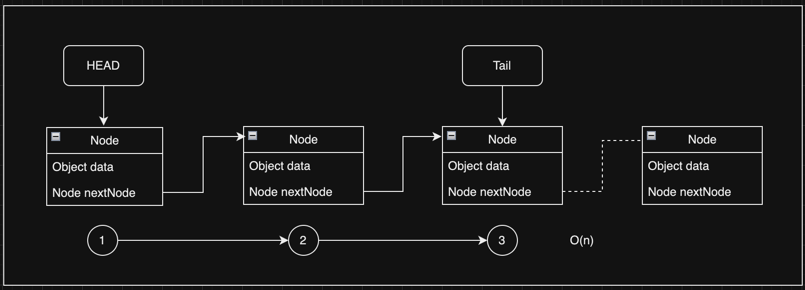 HEAD
Tail
Node
Object data
Node nextNode
Node
Object data
Node nextNode
Node
Object data
Node nextNode
Node
Object data
Node nextNode
1
2
3
O(n)